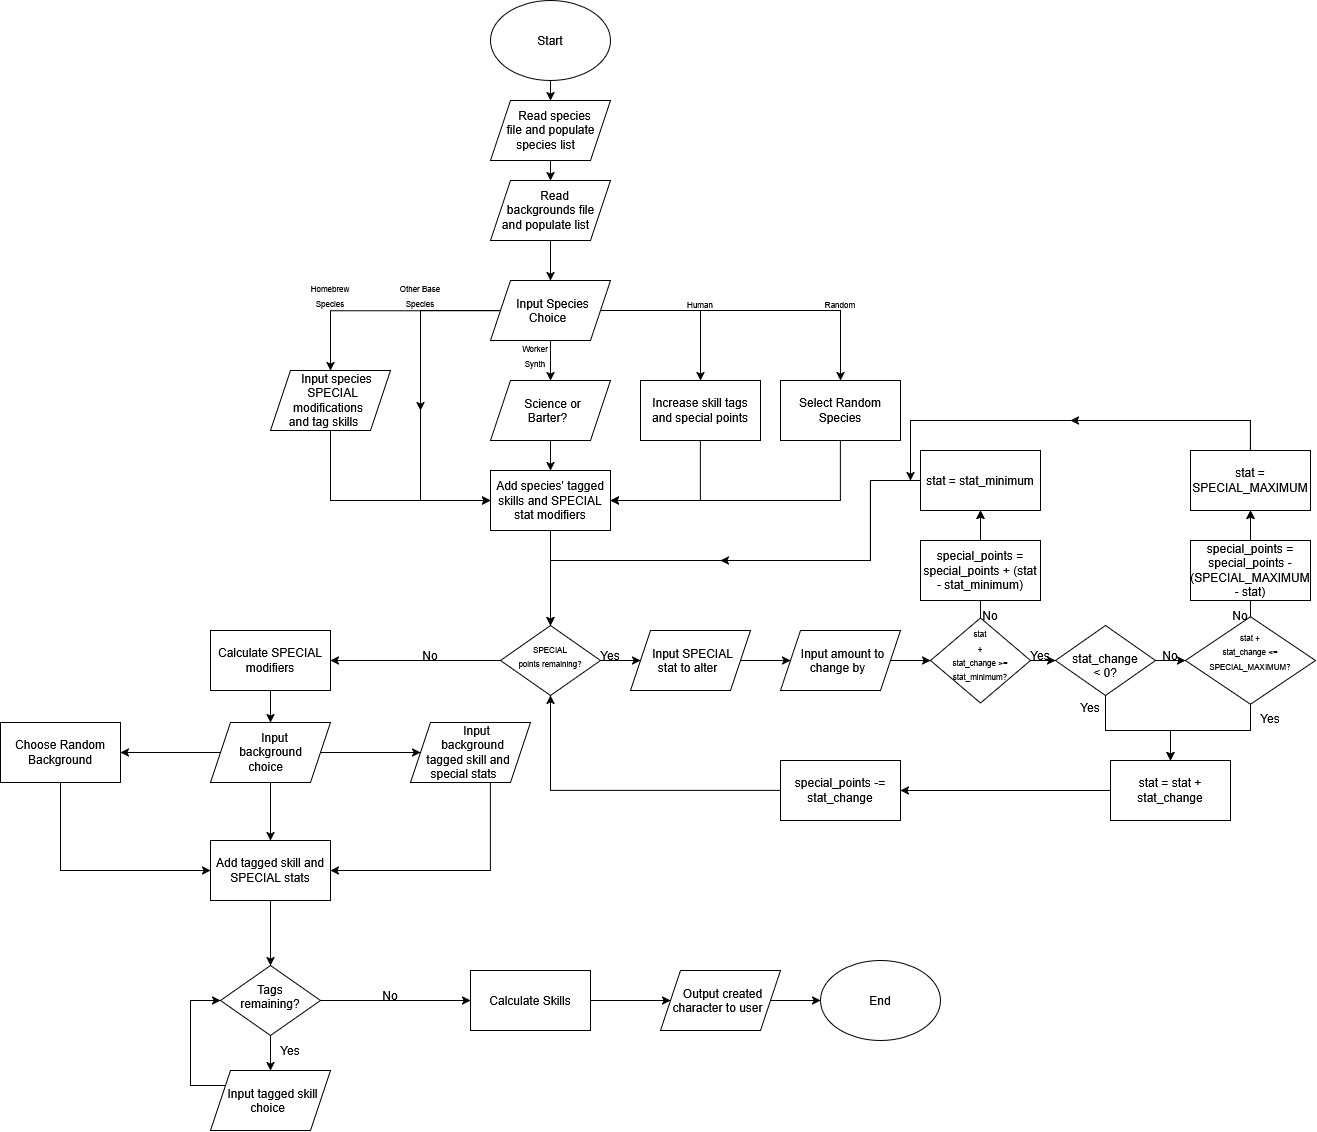 Start
Read species
file and populate
species list
Read
backgrounds file
and populate list
Homebrew
Species
Other Base
Species
Input Species
Choice
Human
Random
Worker
Synth
Input species
SPECIAL
modifications
and tag skills
Science or
Barter?
Increase skill tags
and special points
Select Random
Species
Add species' tagged
skills and SPECIAL
stat modifiers
stat = stat_minimum
stat =
SPECIAL_MAXIMUM
special_points =
special_points + (stat
- stat_minimum)
special_points =
special_points -
(SPECIAL_MAXIMUM
- stat)
No
No
Calculate SPECIAL
modifiers
No
SPECIAL
points remaining?
Yes
Input SPECIAL
stat to alter
Input amount to
change by
stat
+
stat_change >=
stat_minimum?
Yes
stat_change
< 0?
No
stat +
stat_change <=
SPECIAL_MAXIMUM?
Yes
Yes
Choose Random
Background
Input
background
choice
Input
background
tagged skill and
special stats
special_points -=
stat_change
stat = stat +
stat_change
Add tagged skill and
SPECIAL stats
Tags
remaining?
No
Calculate Skills
Output created
character to user
End
Yes
Input tagged skill
choice